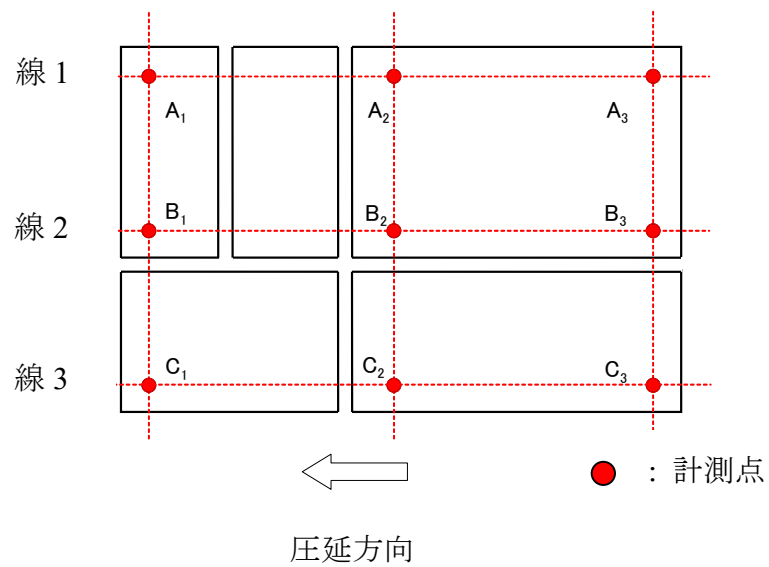 線 1
A₁ A₂ A₃
線 2
B₁ B₂ B₃
線 3
C₁ C₂ C₃
: 計測点
圧延方向